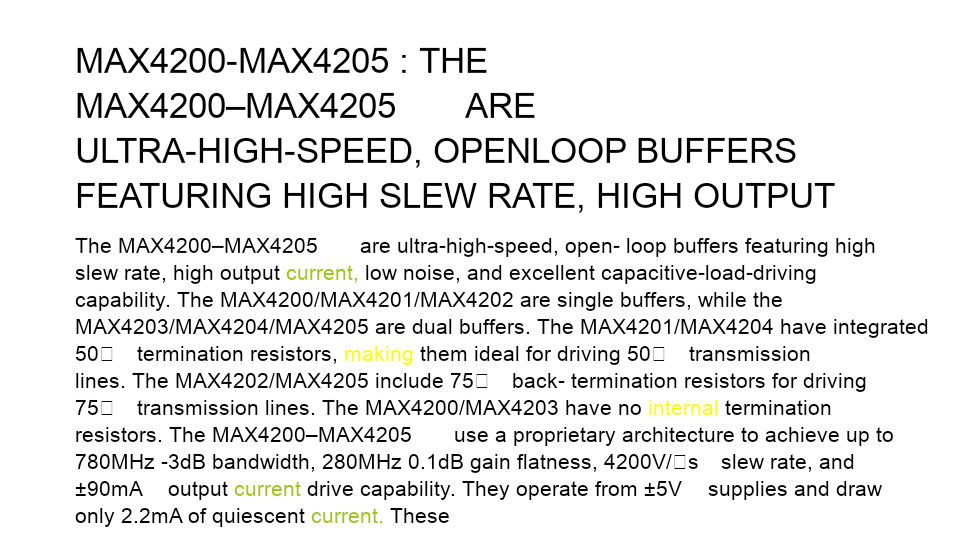 MAX4200-MAX4205 : THE
MAX4200–MAX4205 ARE
ULTRA-HIGH-SPEED, OPENLOOP BUFFERS
FEATURING HIGH SLEW RATE, HIGH OUTPUT
The MAX4200–MAX4205 are ultra-high-speed, open- loop buffers featuring high
slew rate, high output current, low noise, and excellent capacitive-load-driving
capability. The MAX4200/MAX4201/MAX4202 are single buffers, while the
MAX4203/MAX4204/MAX4205 are dual buffers. The MAX4201/MAX4204 have integrated
50□ termination resistors, making them ideal for driving 50□ transmission
lines. The MAX4202/MAX4205 include 75□ back- termination resistors for driving
75□ transmission lines. The MAX4200/MAX4203 have no internal termination
resistors. The MAX4200–MAX4205 use a proprietary architecture to achieve up to
780MHz -3dB bandwidth, 280MHz 0.1dB gain flatness, 4200V/□s slew rate, and
±90mA output current drive capability. They operate from ±5V supplies and draw
only 2.2mA of quiescent current. These